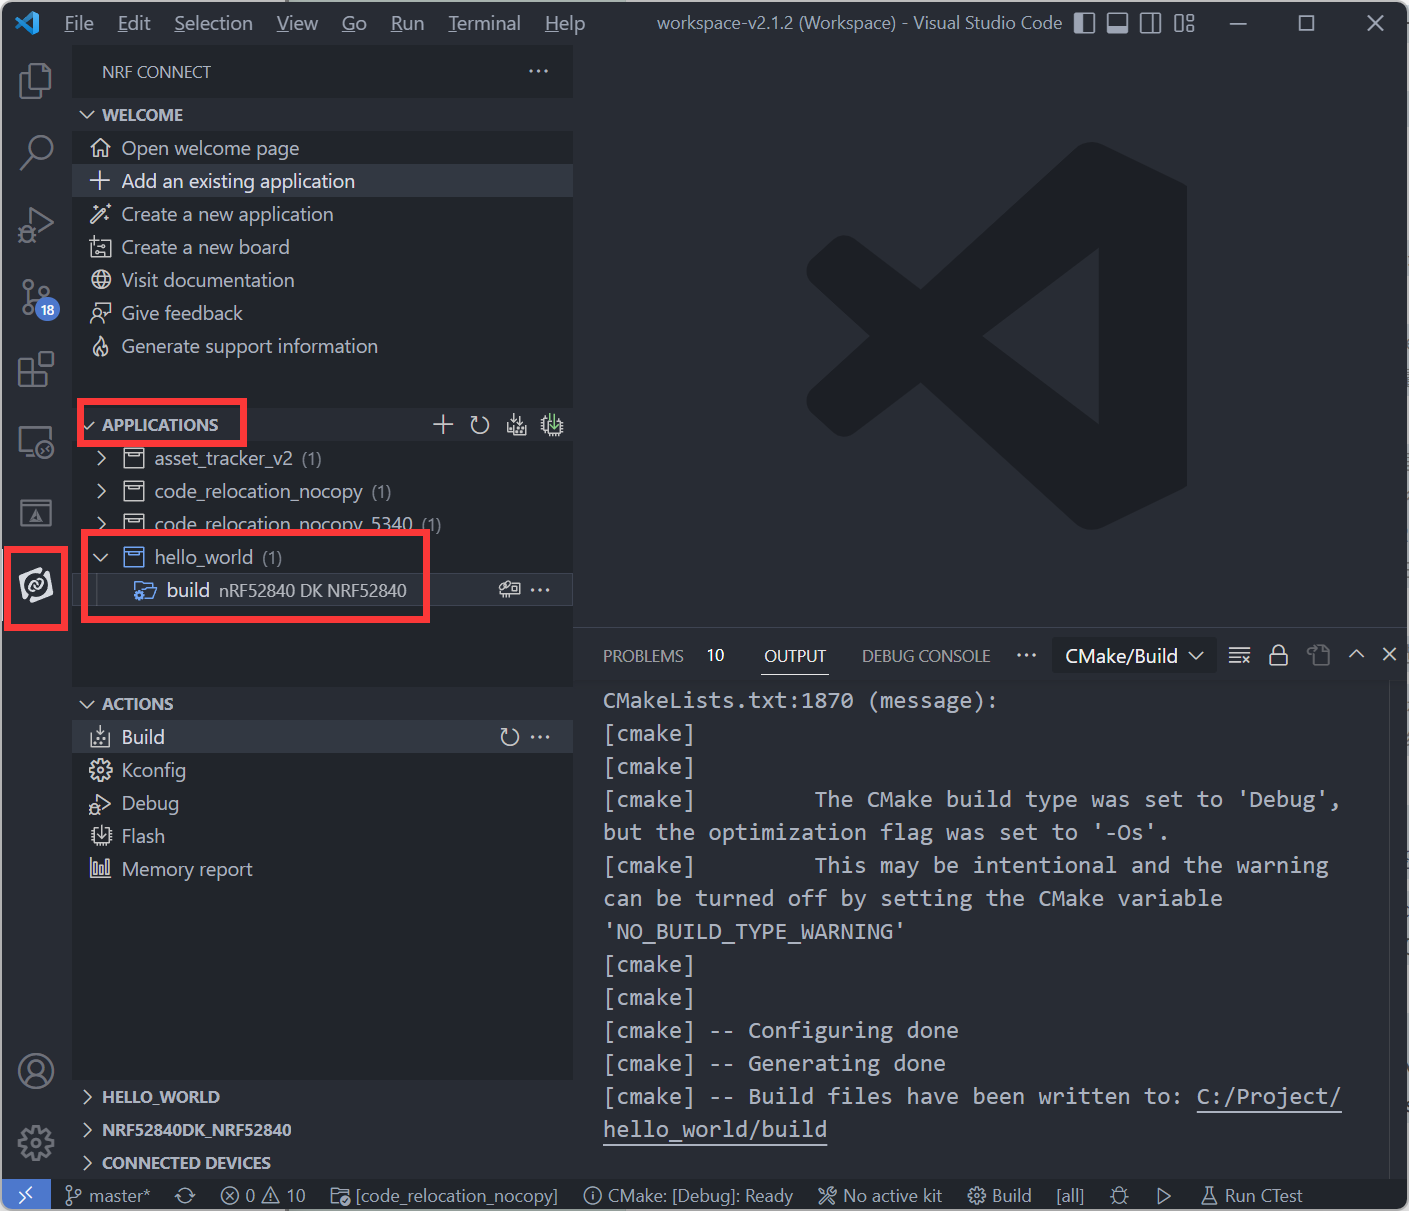 File Edit Selection View Go Run Terminal Help workspace-v2.1.2 (Workspace) - Visual Studio Code
NRF CONNECT
WELCOME
Open welcome page
Add an existing application
Create a new application
Create a new board
Visit documentation
Give feedback
Generate support information
18
APPLICATIONS
asset_tracker_v2 (1)
code_relocation_nocopy (1)
code_relocation_nocopy_5340 (1)
hello_world (1)
build nRF52840 DK NRF52840
ACTIONS
Build
Kconfig
Debug
Flash
Memory report
HELLO_WORLD
NRF52840DK_NRF52840
CONNECTED DEVICES
PROBLEMS 10 OUTPUT DEBUG CONSOLE ··· CMake/Build
CMakeLists.txt:1870 (message):
[cmake]
[cmake]
[cmake] The CMake build type was set to 'Debug',
but the optimization flag was set to '-Os'.
[cmake] This may be intentional and the warning
can be turned off by setting the CMake variable
'NO_BUILD_TYPE_WARNING'
[cmake]
[cmake]
[cmake] -- Configuring done
[cmake] -- Generating done
[cmake] -- Build files have been written to: C:/Project/
hello_world/build
master* 0 10 [code_relocation_nocopy] CMake: [Debug]: Ready No active kit Build [all] Run CTest